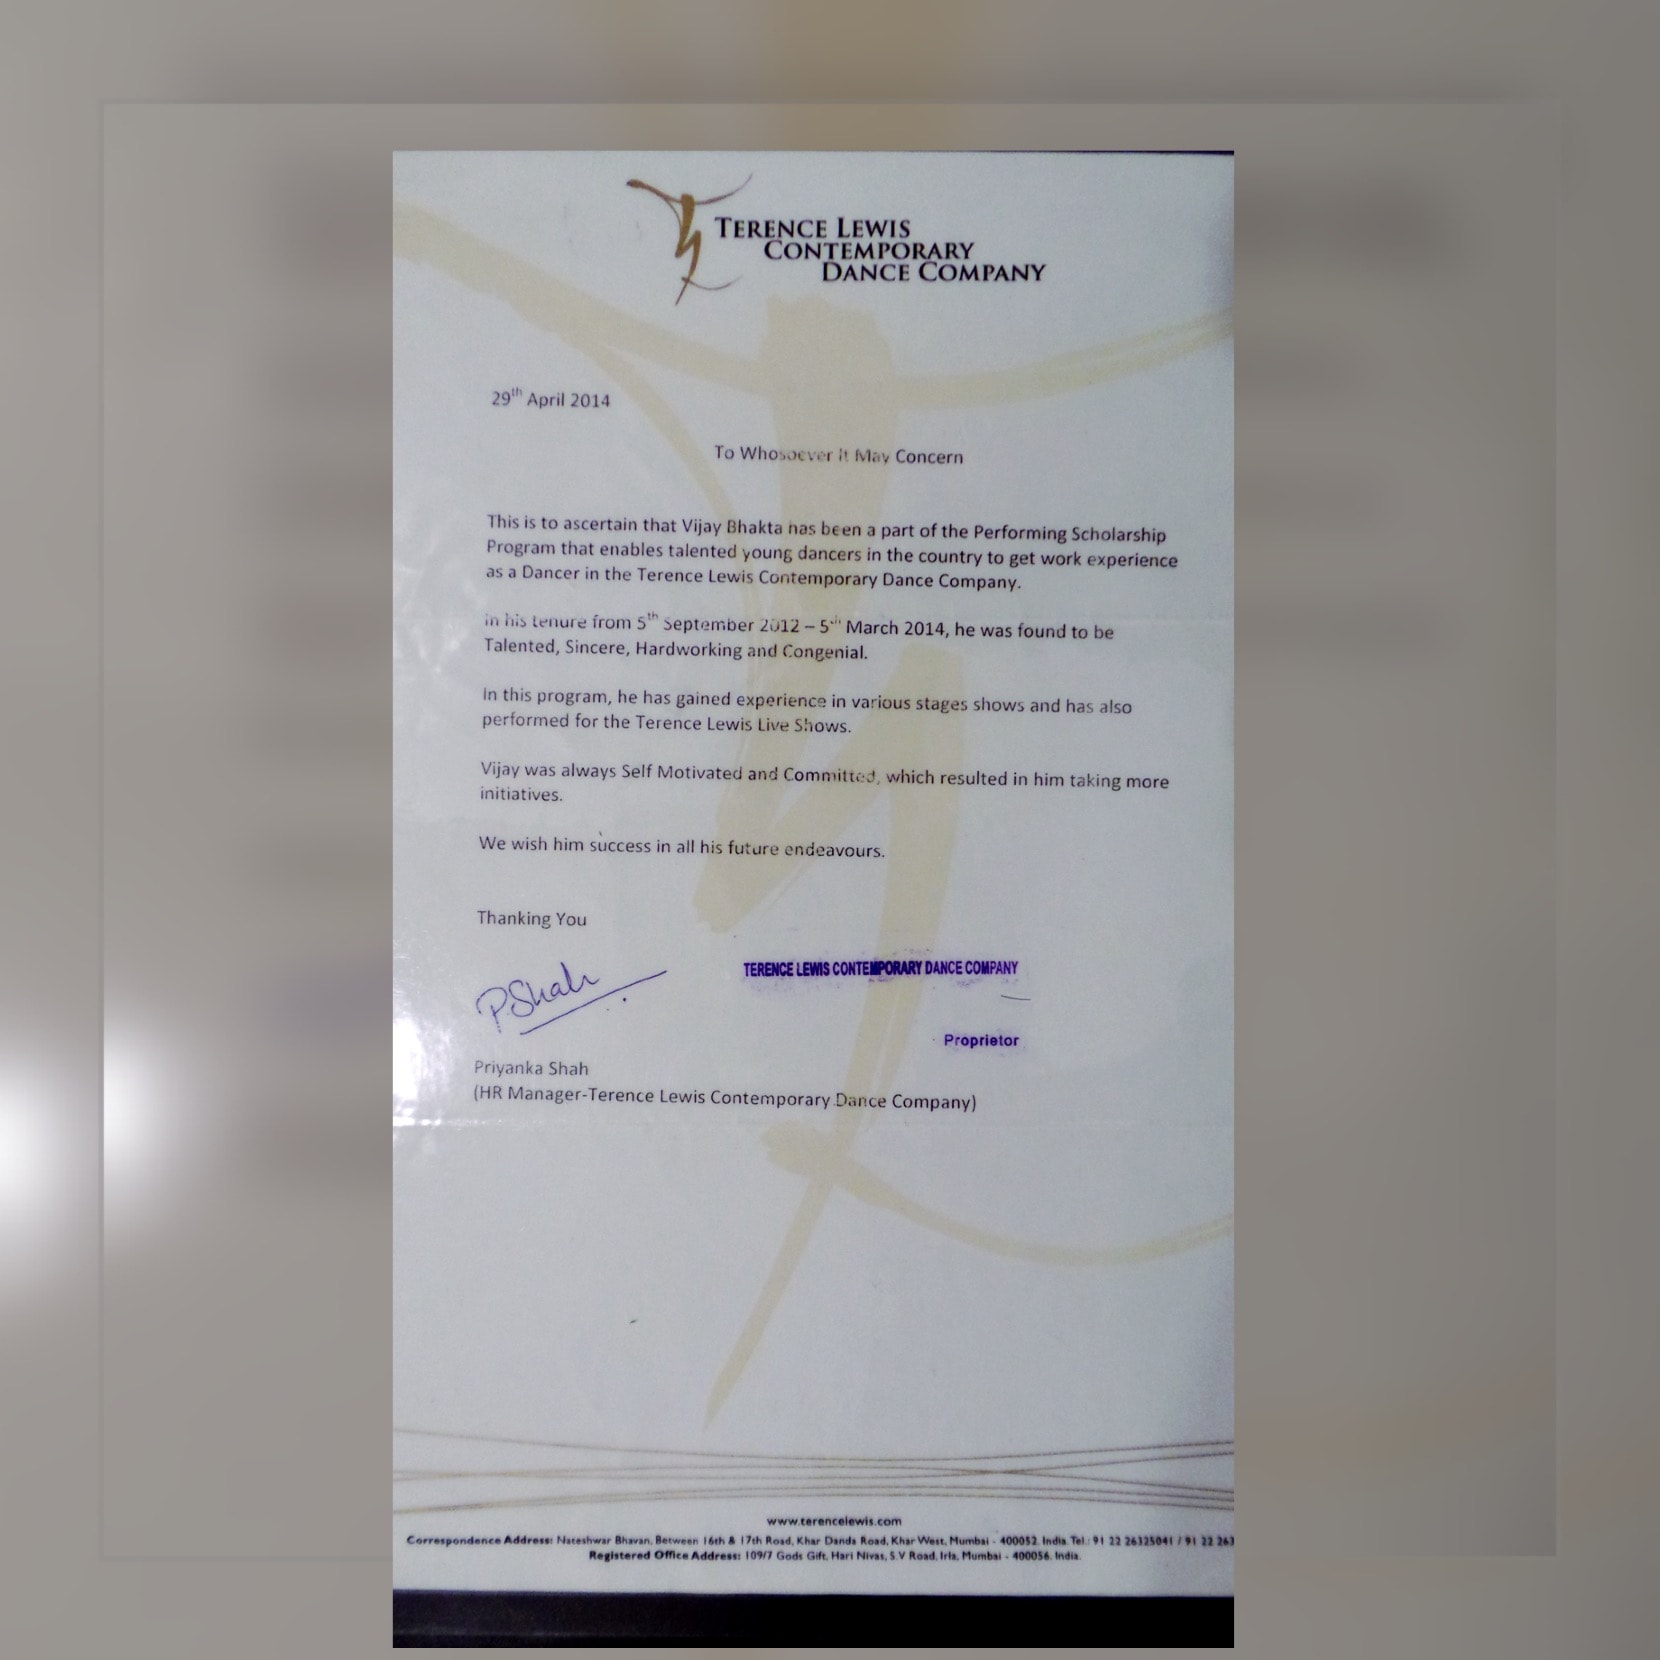 TERENCE LEWIS
CONTEMPORARY
DANCE COMPANY
29th April 2014
To Whosoever It May Concern
This is to ascertain that Vijay Bhakta has been a part of the Performing Scholarship
Program that enables talented young dancers in the country to get work experience
as a Dancer in the Terence Lewis Contemporary Dance Company.
In his tenure from 5th September 2012 – 5th March 2014, he was found to be
Talented, Sincere, Hardworking and Congenial.
In this program, he has gained experience in various stages shows and has also
performed for the Terence Lewis Live Shows.
Vijay was always Self Motivated and Committed, which resulted in him taking more
initiatives.
We wish him success in all his future endeavours.
Thanking You
PShah
TERENCE LEWIS CONTEMPORARY DANCE COMPANY
Proprietor
Priyanka Shah
(HR Manager-Terence Lewis Contemporary Dance Company)
www.terencelewis.com
Correspondence Address: Nateshwar Bhavan, Between 16th & 17th Road, Khar Danda Road, Khar West, Mumbai - 400052. India. Tel.: 91 22 26325041 / 91 22 263
Registered Office Address: 109/7 Gods Gift, Hari Nivas, S.V Road, Irla, Mumbai - 400056. India.